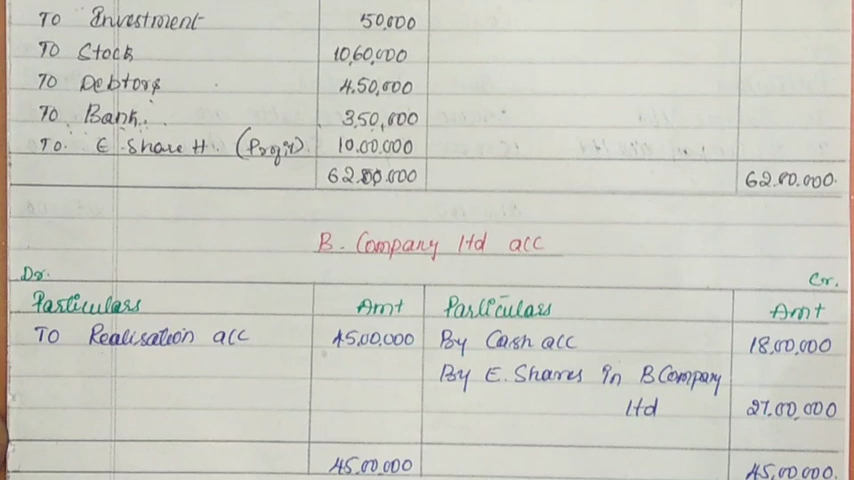 TO Investment 50,000
TO Stock 10,60,000
TO Debtors 4,50,000
TO Bank. 3,50,000
TO. E. Share H. (Profit) 10,00,000
62,80,000 62,80,000.
B. Company ltd acc
Dr. Cr.
Particulars Amt Particulars Amt
TO Realisation acc 45,00,000 By Cash acc 18,00,000
By E. Shares in B Company
ltd 27,00,000
45,00,000 45,00,000.